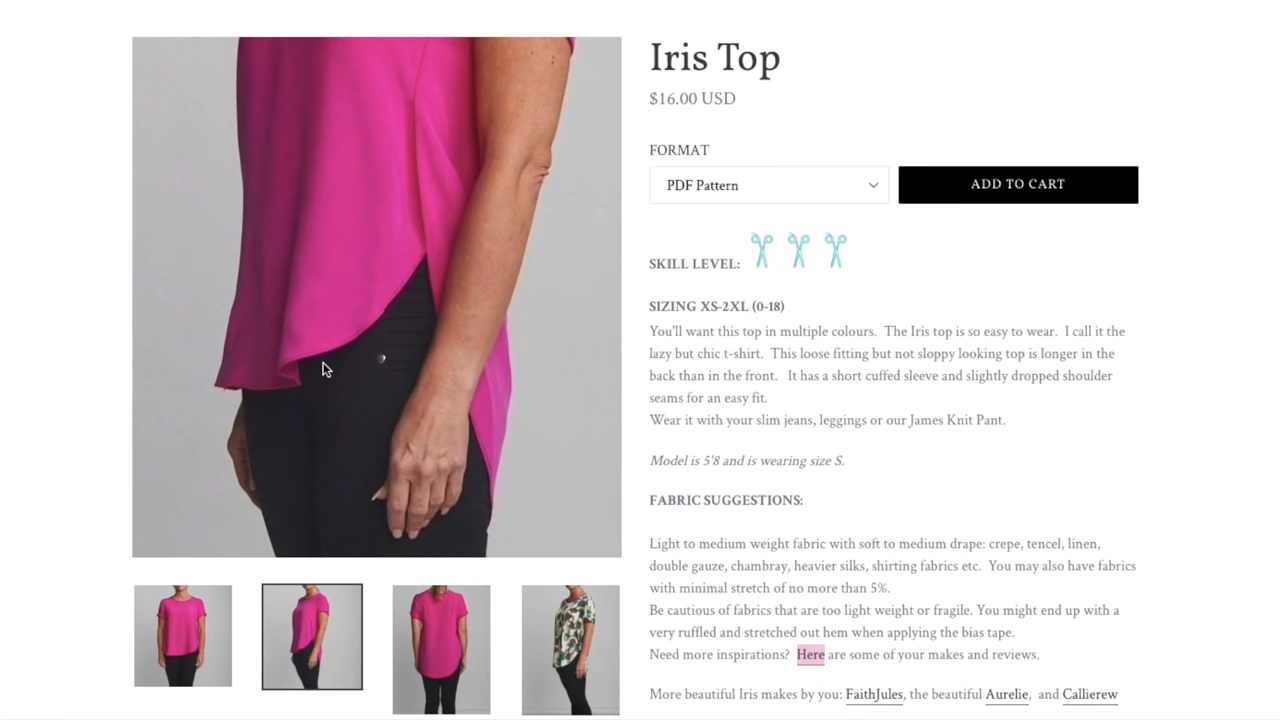 Iris Top
$16.00 USD
FORMAT
PDF Pattern
ADD TO CART
SKILL LEVEL:
SIZING XS-2XL (0-18)
You'll want this top in multiple colours. The Iris top is so easy to wear. I call it the
lazy but chic t-shirt. This loose fitting but not sloppy looking top is longer in the
back than in the front. It has a short cuffed sleeve and slightly dropped shoulder
seams for an easy fit.
Wear it with your slim jeans, leggings or our James Knit Pant.
Model is 5'8 and is wearing size S.
FABRIC SUGGESTIONS:
Light to medium weight fabric with soft to medium drape: crepe, tencel, linen,
double gauze, chambray, heavier silks, shirting fabrics etc. You may also have fabrics
with minimal stretch of no more than 5%.
Be cautious of fabrics that are too light weight or fragile. You might end up with a
very ruffled and stretched out hem when applying the bias tape.
Need more inspirations? Here are some of your makes and reviews.
More beautiful Iris makes by you: FaithJules, the beautiful Aurelie, and Callierew